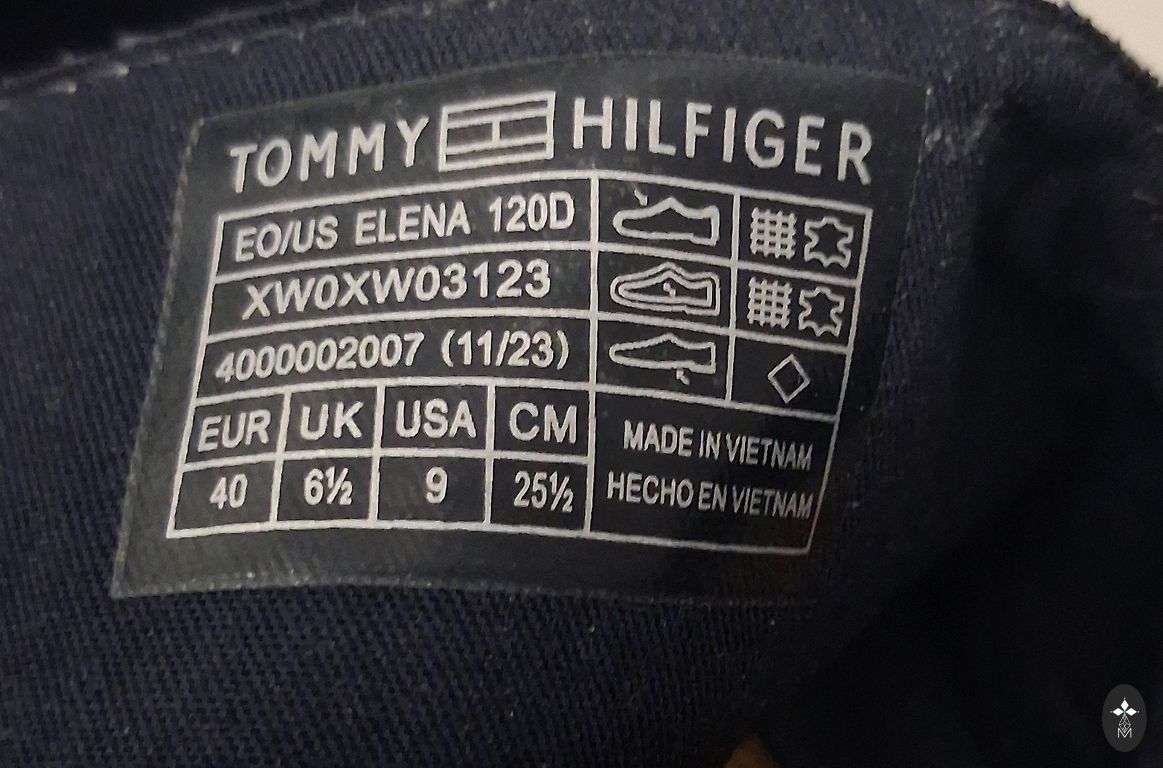 TOMMY HILFIGER
EO/US ELENA 120D
XW0XW03123
4000002007 (11/23)
EUR UK USA CM
40 6½ 9 25½
MADE IN VIETNAM
HECHO EN VIETNAM
M